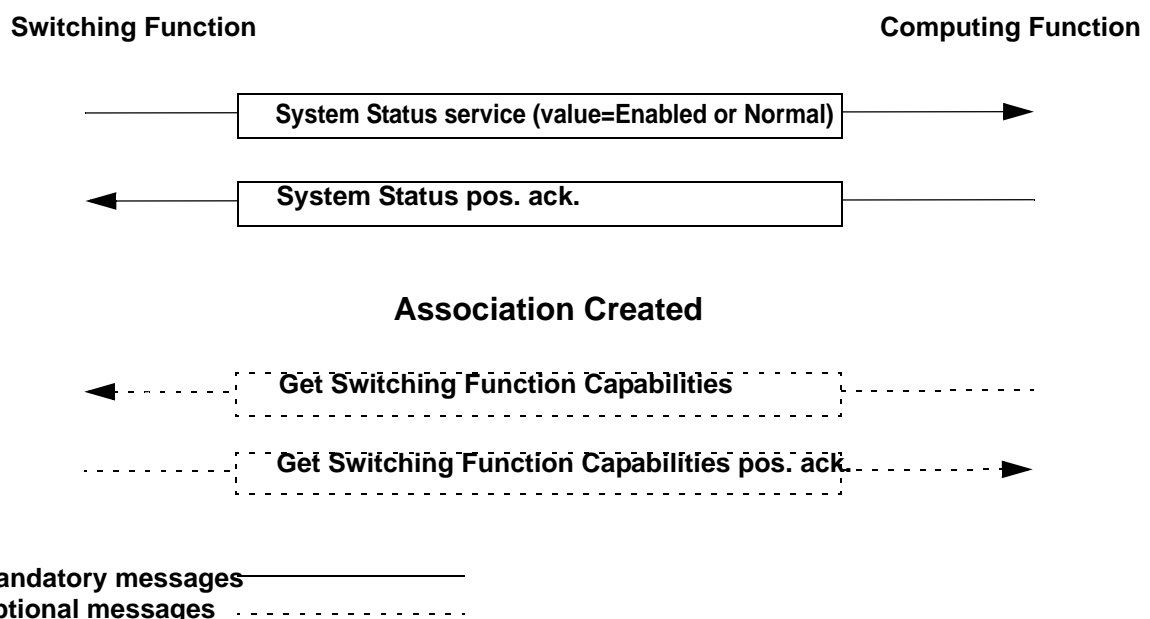 Switching Function
Computing Function
System Status service (value=Enabled or Normal)
System Status pos. ack.
Association Created
Get Switching Function Capabilities
Get Switching Function Capabilities pos. ack.
andatory messages
ptional messages